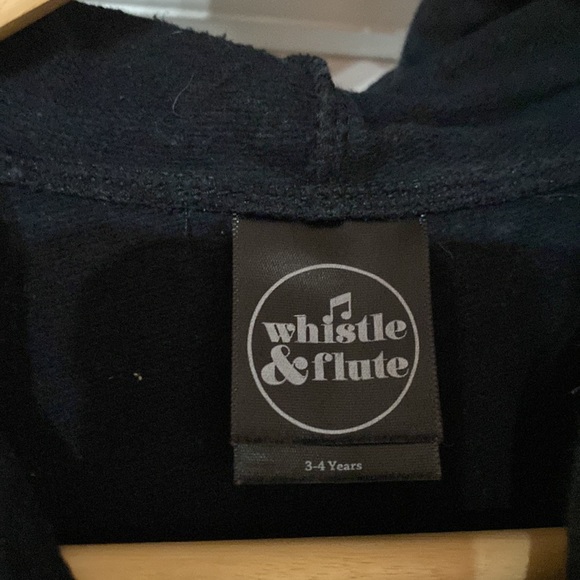 whistle
&flute
3-4 Years